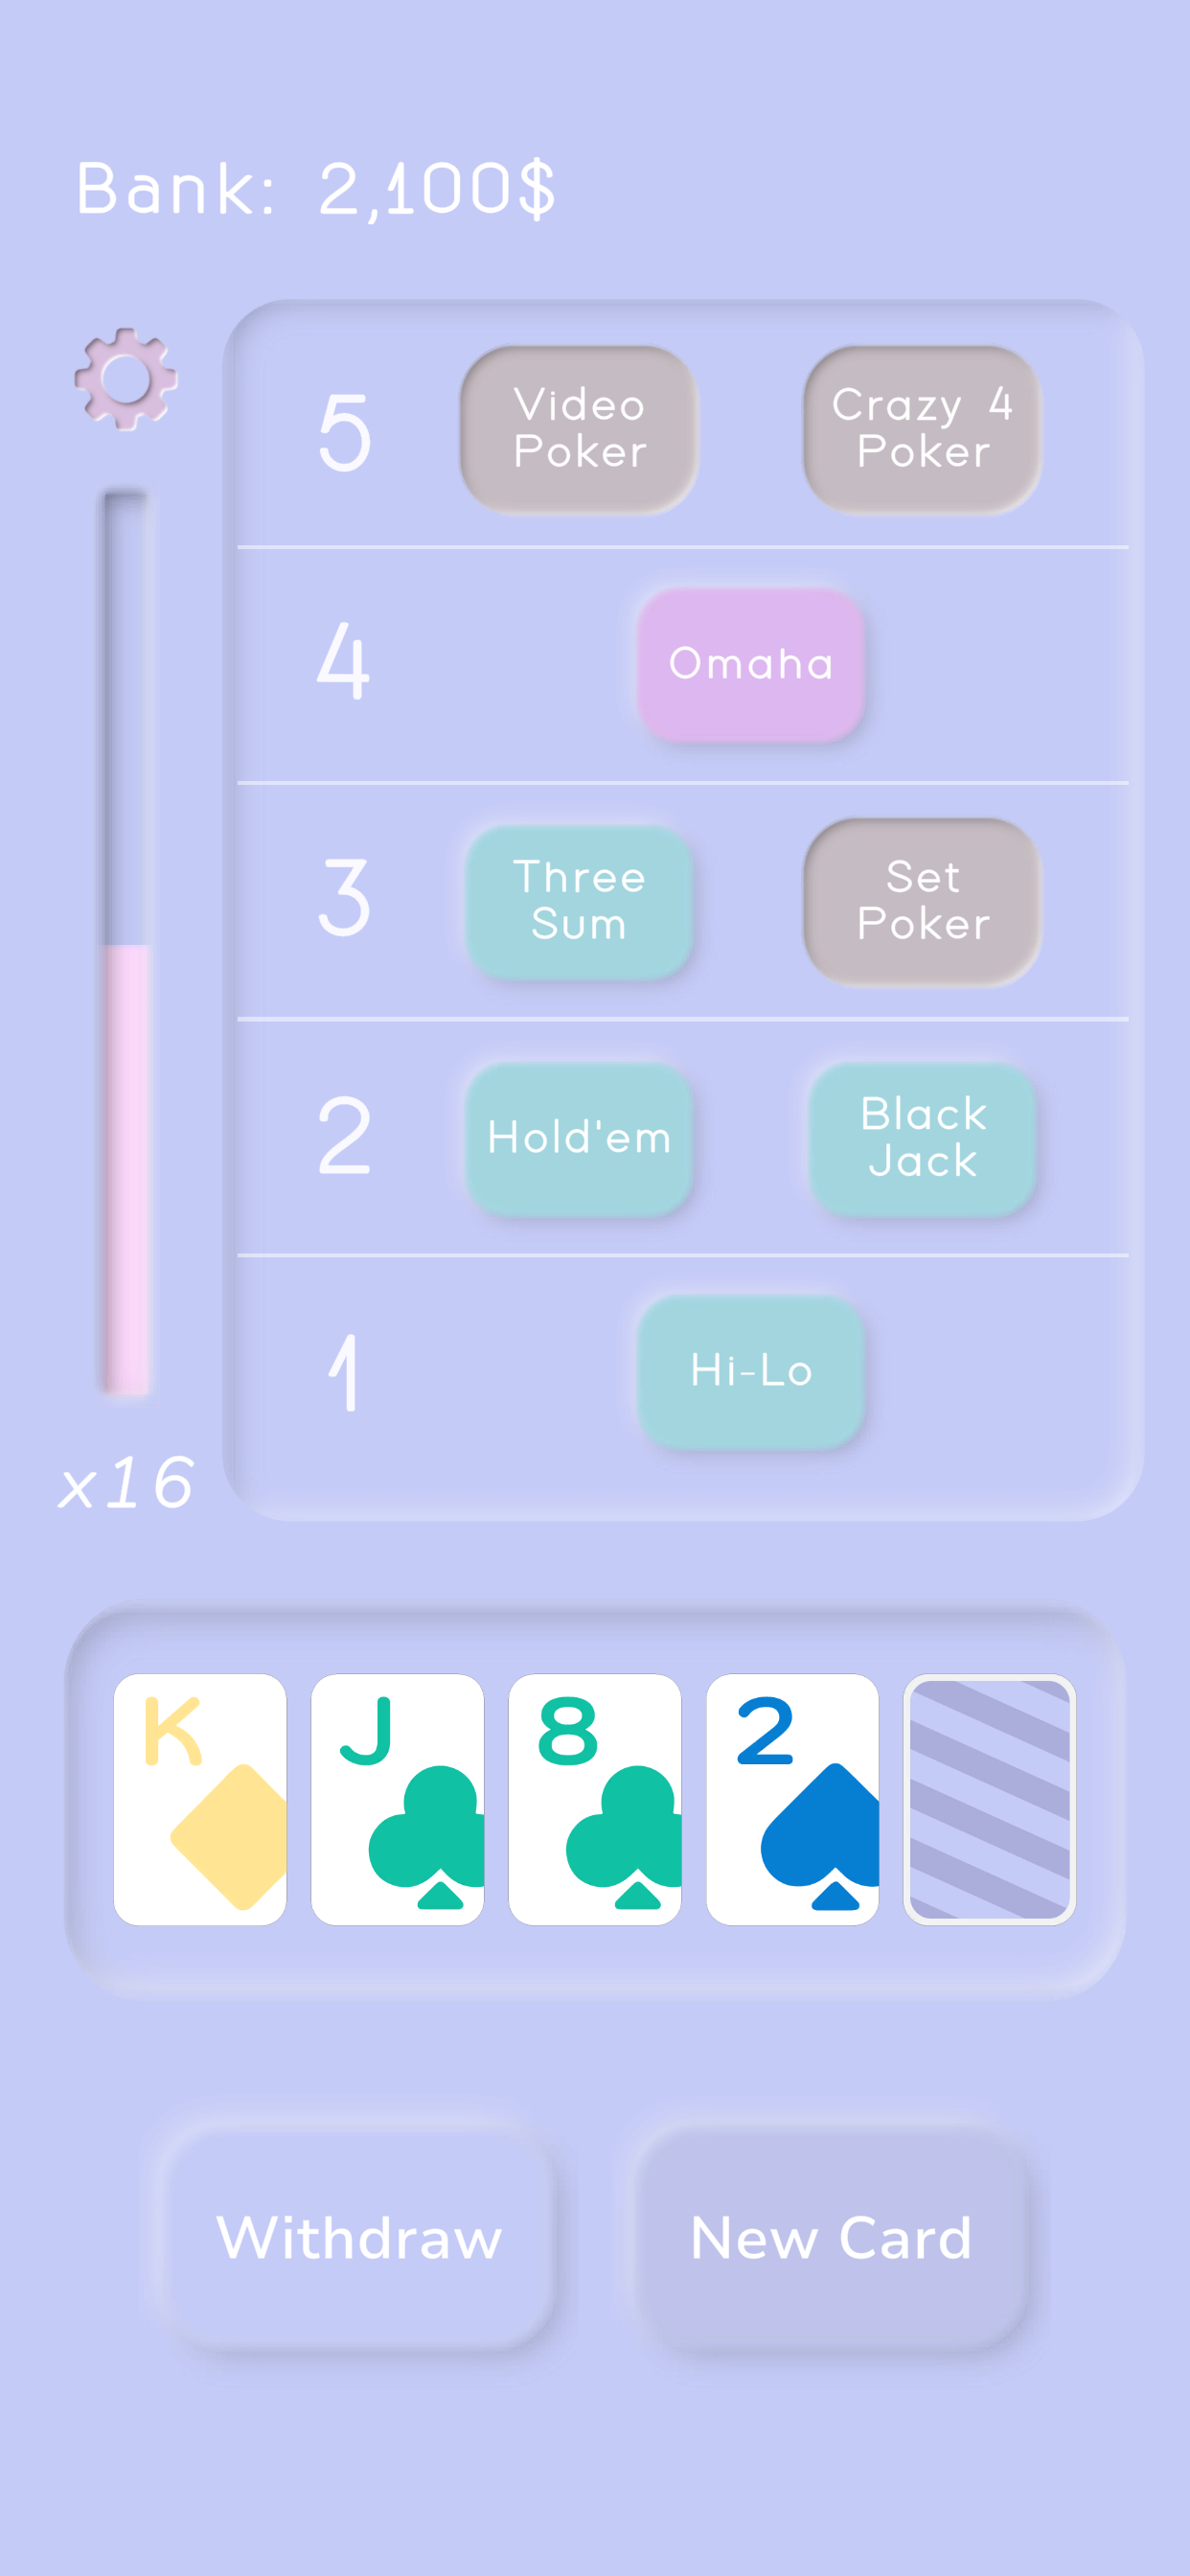 Bank: 2,100$
5
Video
Poker
Crazy 4
Poker
4
Omaha
3
Three
Sum
Set
Poker
2
Hold'em
Black
Jack
1
Hi-Lo
x16
K
J
8
2
Withdraw
New Card